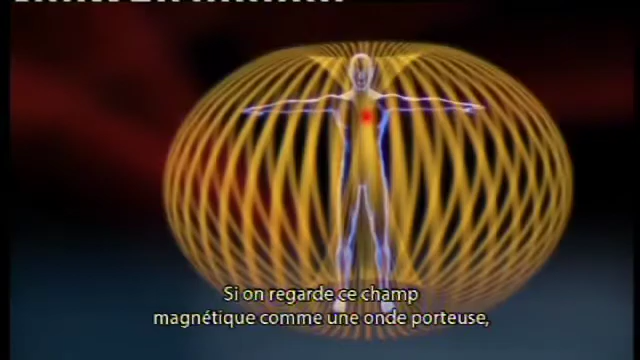 Si on regarde ce champ
magnétique comme une onde porteuse,